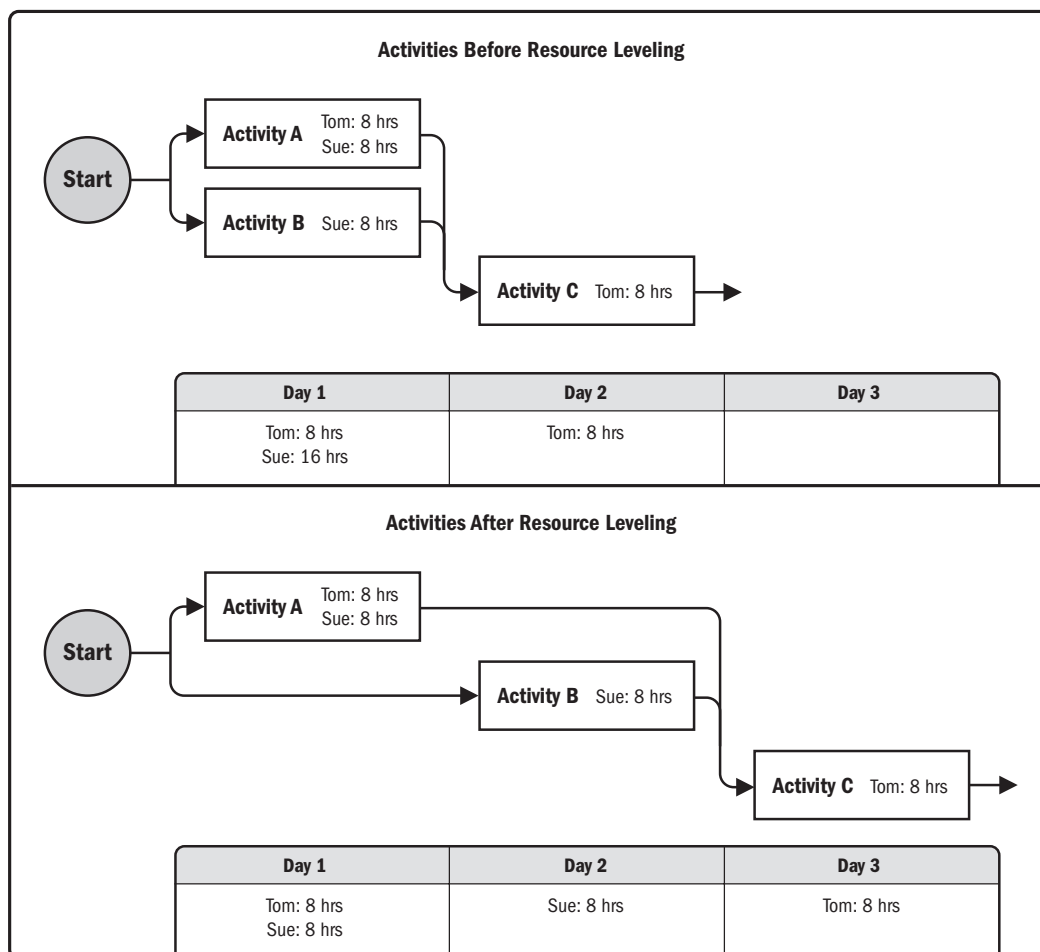 Activities Before Resource Leveling
Start
Activity A
Tom: 8 hrs
Sue: 8 hrs
Activity B Sue: 8 hrs
Activity C Tom: 8 hrs
Day 1 Day 2 Day 3
Tom: 8 hrs Tom: 8 hrs
Sue: 16 hrs
Activities After Resource Leveling
Start
Activity A
Tom: 8 hrs
Sue: 8 hrs
Activity B Sue: 8 hrs
Activity C Tom: 8 hrs
Day 1 Day 2 Day 3
Tom: 8 hrs Sue: 8 hrs Tom: 8 hrs
Sue: 8 hrs